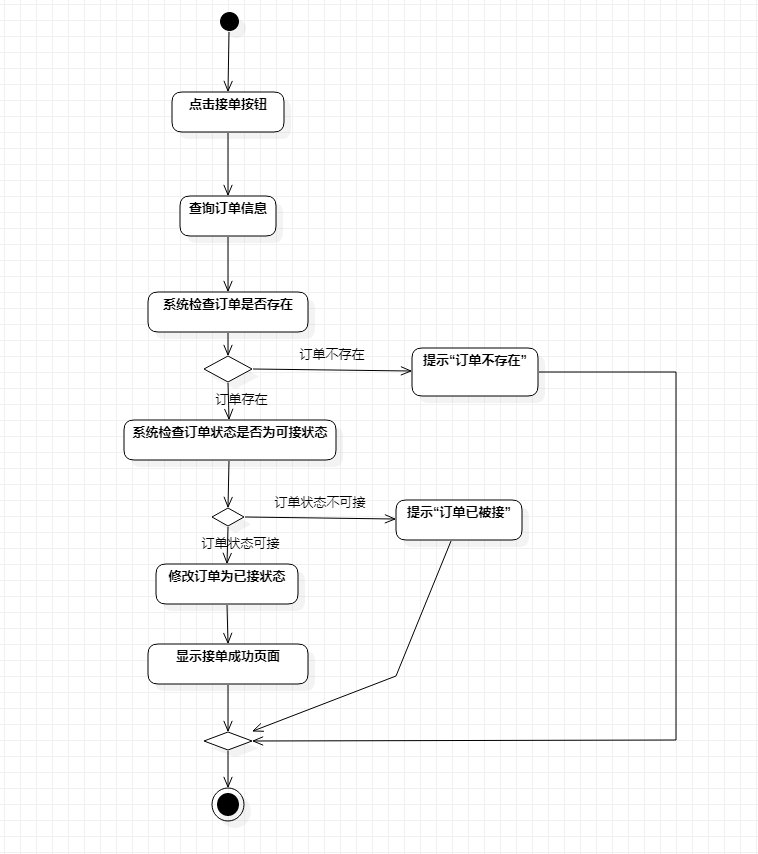 点击接单按钮
查询订单信息
系统检查订单是否存在
订单不存在
提示“订单不存在”
订单存在
系统检查订单状态是否为可接状态
订单状态不可接
提示“订单已被接”
订单状态可接
修改订单为已接状态
显示接单成功页面